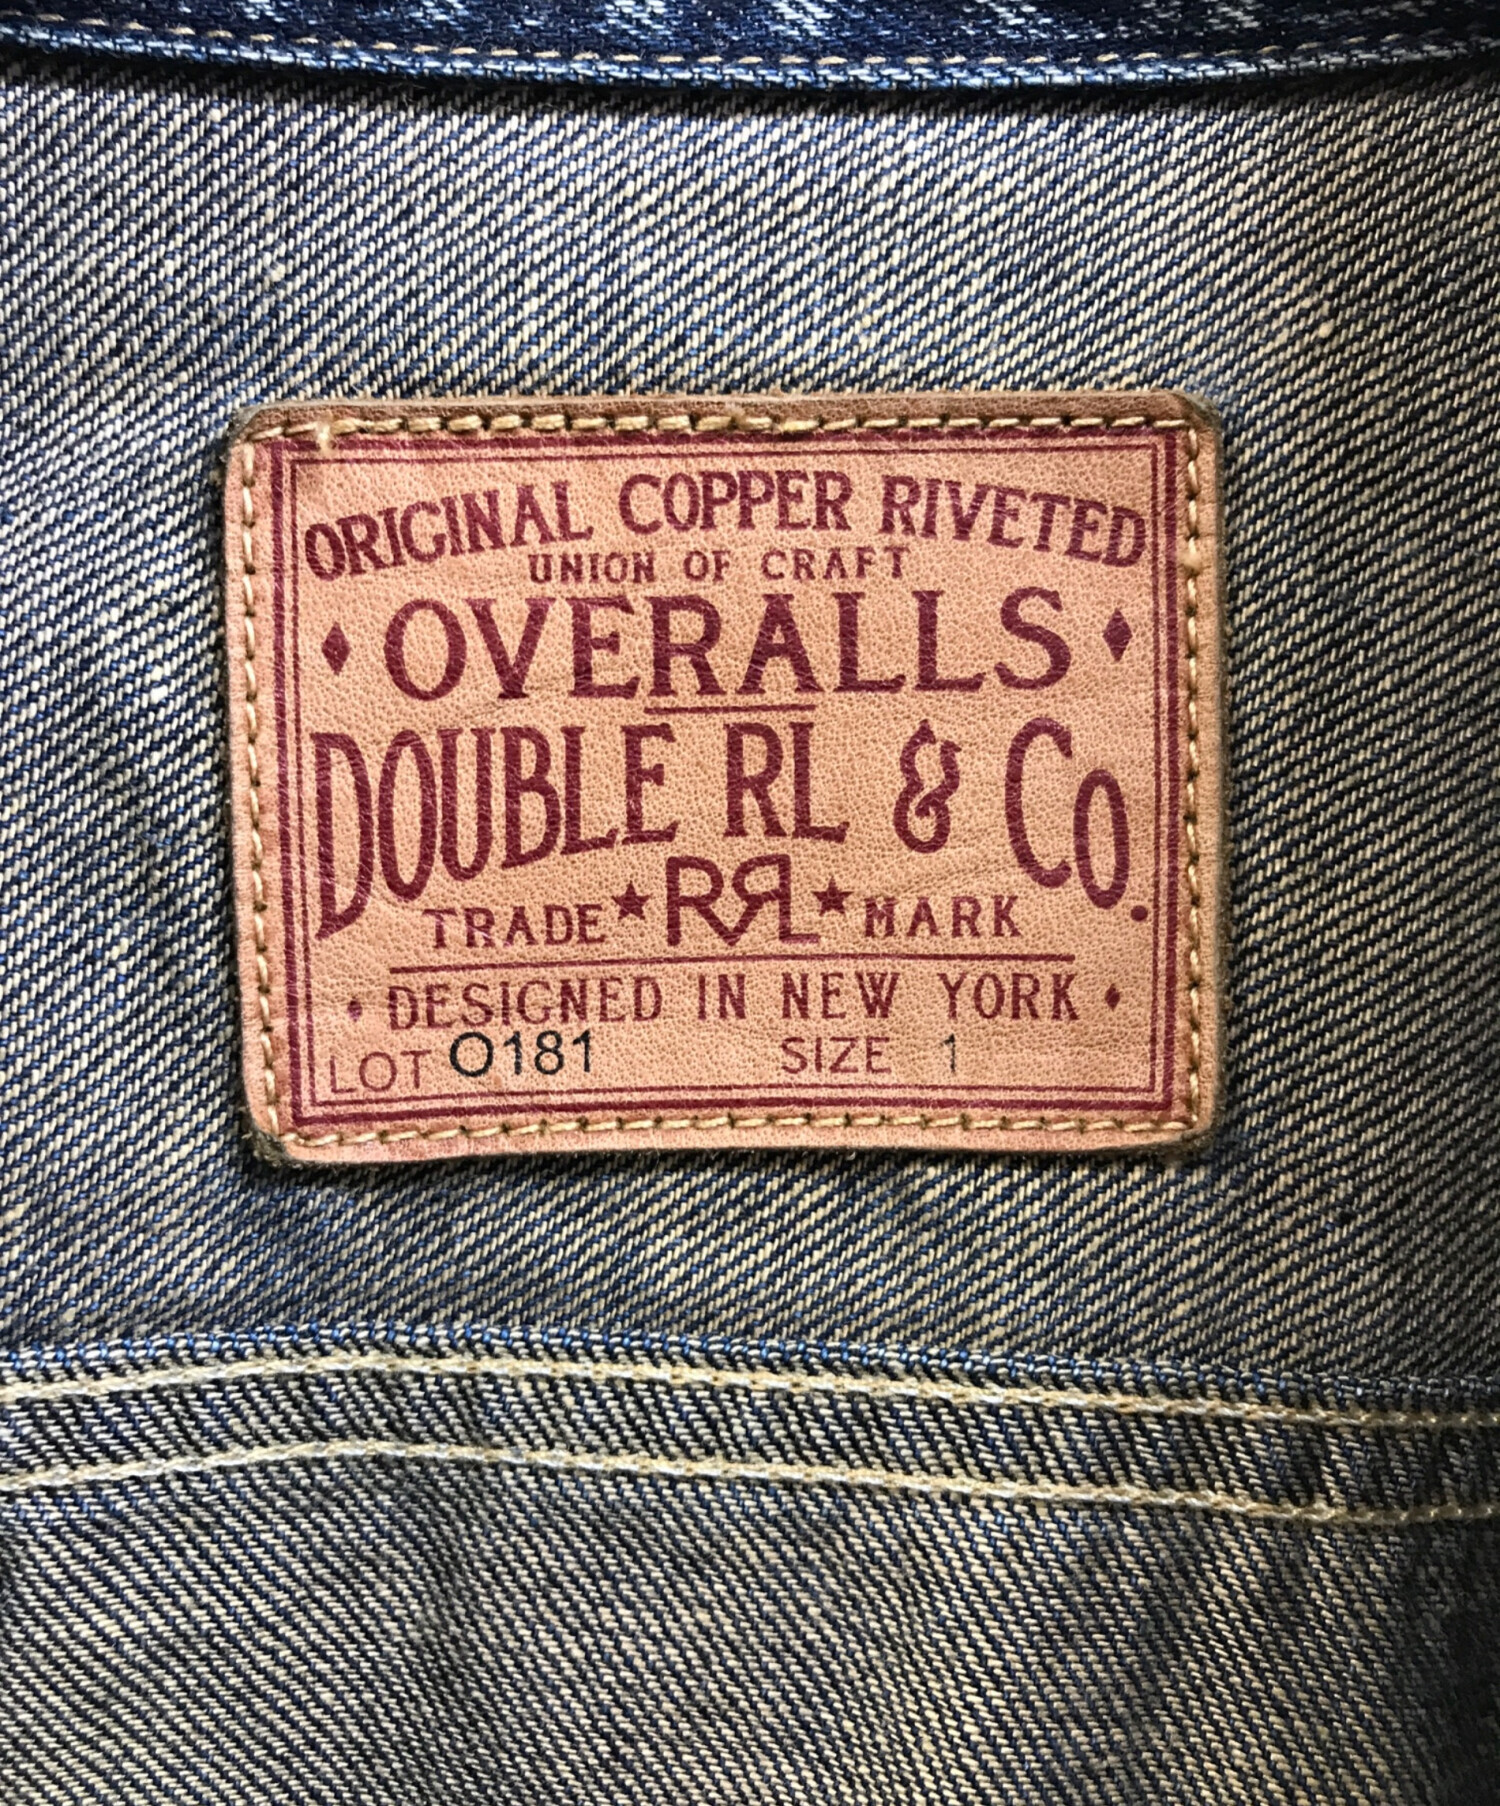 ORIGINAL COPPER RIVETED
UNION OF CRAFT
OVERALLS
DOUBLE RL & CO.
TRADE ★ RRL ★ MARK
DESIGNED IN NEW YORK
LOT O181 SIZE 1